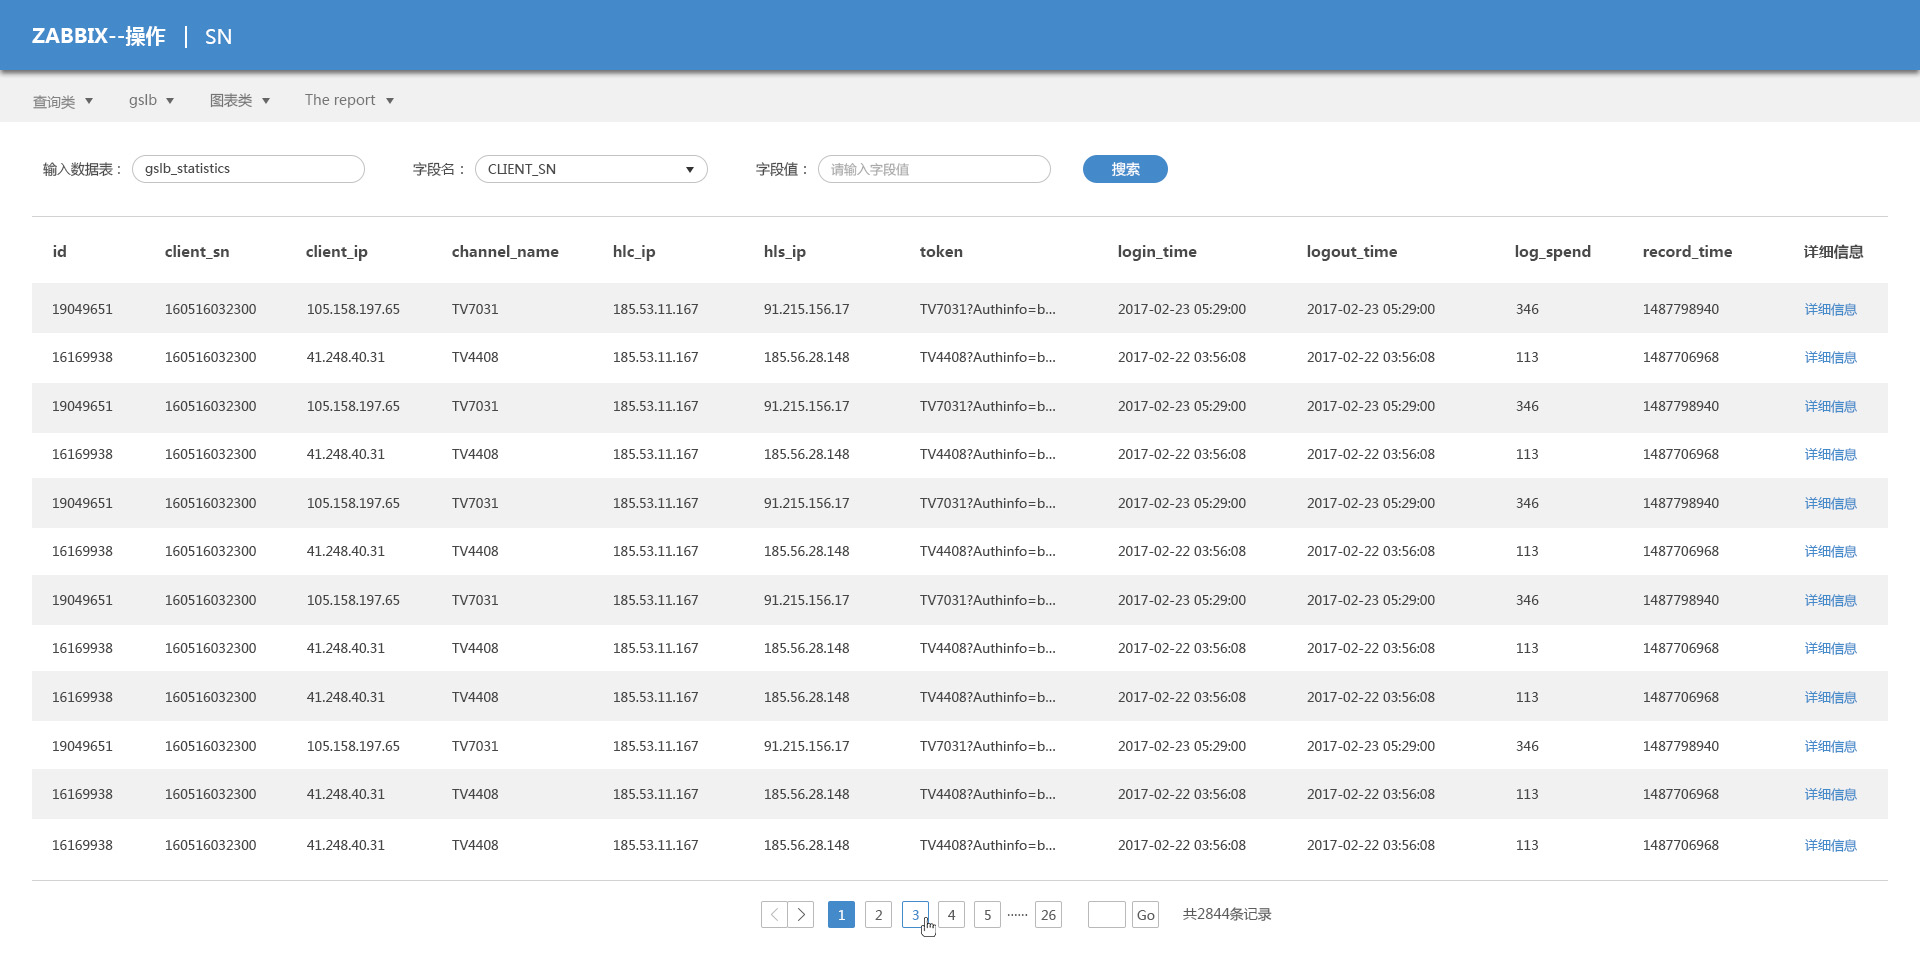 ZABBIX--操作 | SN
查询类 gslb 图表类 The report
输入数据表： gslb_statistics 字段名： CLIENT_SN 字段值： 请输入字段值 搜索
id client_sn client_ip channel_name hlc_ip hls_ip token login_time logout_time log_spend record_time 详细信息
19049651 160516032300 105.158.197.65 TV7031 185.53.11.167 91.215.156.17 TV7031?Authinfo=b... 2017-02-23 05:29:00 2017-02-23 05:29:00 346 1487798940 详细信息
16169938 160516032300 41.248.40.31 TV4408 185.53.11.167 185.56.28.148 TV4408?Authinfo=b... 2017-02-22 03:56:08 2017-02-22 03:56:08 113 1487706968 详细信息
19049651 160516032300 105.158.197.65 TV7031 185.53.11.167 91.215.156.17 TV7031?Authinfo=b... 2017-02-23 05:29:00 2017-02-23 05:29:00 346 1487798940 详细信息
16169938 160516032300 41.248.40.31 TV4408 185.53.11.167 185.56.28.148 TV4408?Authinfo=b... 2017-02-22 03:56:08 2017-02-22 03:56:08 113 1487706968 详细信息
19049651 160516032300 105.158.197.65 TV7031 185.53.11.167 91.215.156.17 TV7031?Authinfo=b... 2017-02-23 05:29:00 2017-02-23 05:29:00 346 1487798940 详细信息
16169938 160516032300 41.248.40.31 TV4408 185.53.11.167 185.56.28.148 TV4408?Authinfo=b... 2017-02-22 03:56:08 2017-02-22 03:56:08 113 1487706968 详细信息
19049651 160516032300 105.158.197.65 TV7031 185.53.11.167 91.215.156.17 TV7031?Authinfo=b... 2017-02-23 05:29:00 2017-02-23 05:29:00 346 1487798940 详细信息
16169938 160516032300 41.248.40.31 TV4408 185.53.11.167 185.56.28.148 TV4408?Authinfo=b... 2017-02-22 03:56:08 2017-02-22 03:56:08 113 1487706968 详细信息
16169938 160516032300 41.248.40.31 TV4408 185.53.11.167 185.56.28.148 TV4408?Authinfo=b... 2017-02-22 03:56:08 2017-02-22 03:56:08 113 1487706968 详细信息
19049651 160516032300 105.158.197.65 TV7031 185.53.11.167 91.215.156.17 TV7031?Authinfo=b... 2017-02-23 05:29:00 2017-02-23 05:29:00 346 1487798940 详细信息
16169938 160516032300 41.248.40.31 TV4408 185.53.11.167 185.56.28.148 TV4408?Authinfo=b... 2017-02-22 03:56:08 2017-02-22 03:56:08 113 1487706968 详细信息
16169938 160516032300 41.248.40.31 TV4408 185.53.11.167 185.56.28.148 TV4408?Authinfo=b... 2017-02-22 03:56:08 2017-02-22 03:56:08 113 1487706968 详细信息
1 2 3 4 5 ...... 26 Go 共2844条记录